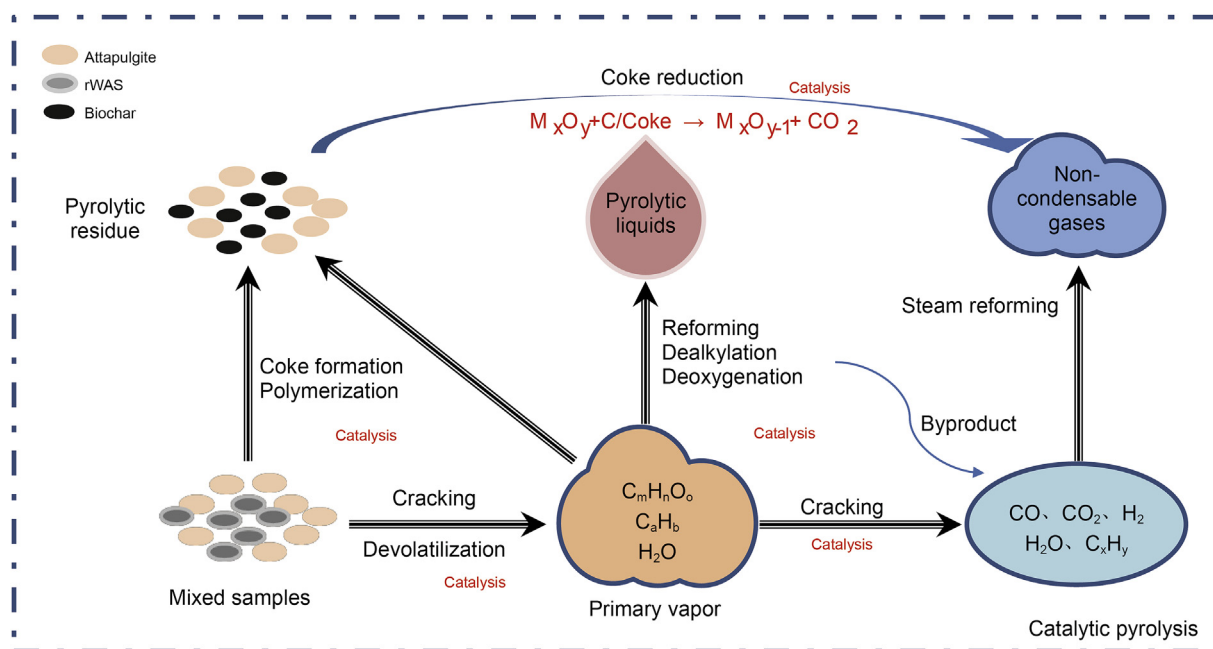 Attapulgite
rWAS
Biochar
Coke reduction
Catalysis
MxOy+C/Coke → MxOy-1+ CO2
Pyrolytic
residue
Pyrolytic
liquids
Non-
condensable
gases
Coke formation
Polymerization
Reforming
Dealkylation
Deoxygenation
Steam reforming
Catalysis
Catalysis
Byproduct
Cracking
Devolatilization
Catalysis
CmHnOo
CaHb
H2O
Cracking
Catalysis
CO、CO2、H2
H2O、CxHy
Mixed samples
Primary vapor
Catalytic pyrolysis